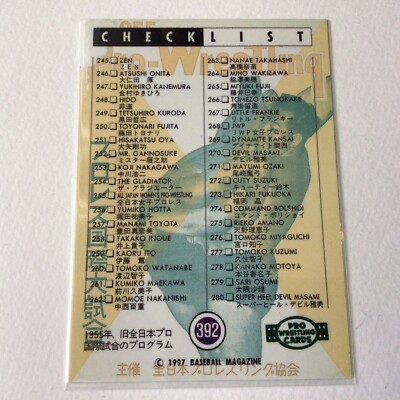 1955
Pro-Wrestling
CHECKLIST
245. ZEN
ZEN
246. ATSUSHI ONITA
大仁田 厚
247. YUKIHIRO KANEMURA
金村ゆきひろ
248. HIDO
非道
249. TETSUHIRO KURODA
黒田哲広
250. TOYONARI FUJITA
藤田トヨナリ
251. HISAKATSU OYA
大矢剛功
252. MR. GANNOSUKE
ミスター雁之助
253. KOJI NAKAGAWA
中川浩二
254. THE GLADIATOR
ザ・グラジエーター
255. ALL JAPAN WOMEN'S PRO-WRESTLING
全日本女子プロレス
256. YUMIKO HOTTA
堀田祐美子
257. MANAMI TOYOTA
豊田真奈美
258. TAKAKO INOUE
井上貴子
259. KAORU ITO
伊藤 薫
260. TOMOKO WATANABE
渡辺智子
261. KUMIKO MAEKAWA
前川久美子
262. MOMOE NAKANISHI
中西百重
263. NANAE TAKAHASHI
高橋奈苗
264. MIHO WAKIZAWA
脇澤美穂
265. MIYUKI FUJII
藤井巳幸
266. TOMEZO TSUNOKAKE
角掛留造
267. LITTLE FRANKIE
リトル・フランキー
268. JWP
JWP女子プロレス
269. DYNAMITE KANSAI
ダイナマイト関西
270. DEVIL MASAMI
デビル雅美
271. MAYUMI OZAKI
尾崎魔弓
272. CUTY SUZUKI
キューティー鈴木
273. HIKARI FUKUOKA
福岡 晶
274. COMMAND BOLSHOI
コマンド・ボリショイ
275. RIEKO AMANO
天野理恵子
276. TOMOKO MIYAGUCHI
宮口知子
277. TOMOKO KUZUMI
久住智子
278. KANAKO MOTOYA
本谷香名子
279. SARI OSUMI
大隅沙理
280. SUPER HEEL DEVIL MASAMI
スーパーヒール・デビル雅美
試合
1955年、旧全日本プロ
国際試合のプログラム
392
PRO
WRESTLING
CARDS
© 1997 BASEBALL MAGAZINE
主催 全日本プロレスリング協会